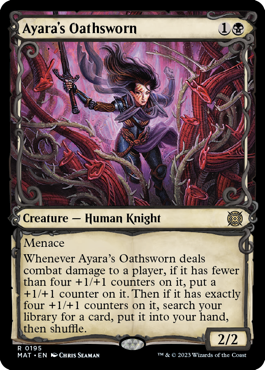 Ayara's Oathsworn 1
Creature — Human Knight
Menace
Whenever Ayara's Oathsworn deals
combat damage to a player, if it has fewer
than four +1/+1 counters on it, put a
+1/+1 counter on it. Then if it has exactly
four +1/+1 counters on it, search your
library for a card, put it into your hand,
then shuffle.
2/2
R 0195
MAT • EN Chris Seaman
™ & © 2023 Wizards of the Coast